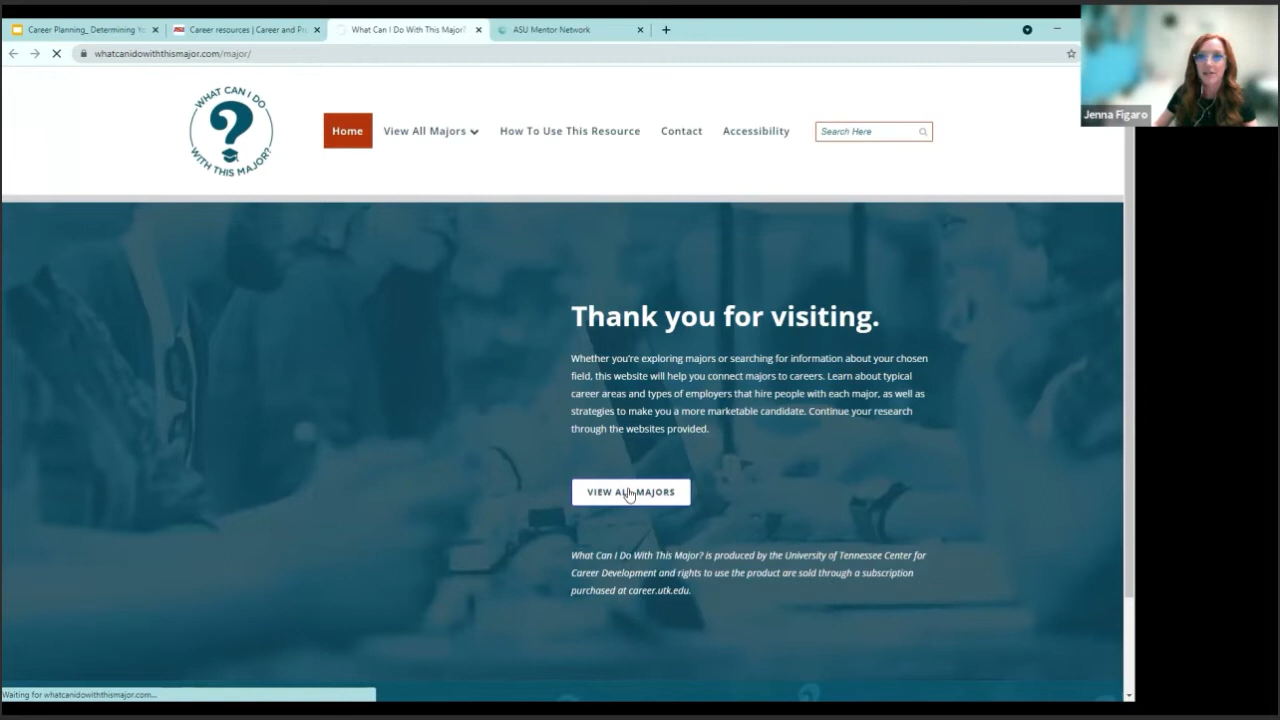 Career Planning_ Determining Yo
Career resources | Career and Pr
What Can I Do With This Major?
ASU Mentor Network
whatcanidowiththismajor.com/major/
Jenna Figaro
WHAT CAN I DO
WITH THIS MAJOR?
Home
View All Majors
How To Use This Resource
Contact
Accessibility
Search Here
Thank you for visiting.
Whether you're exploring majors or searching for information about your chosen
field, this website will help you connect majors to careers. Learn about typical
career areas and types of employers that hire people with each major, as well as
strategies to make you a more marketable candidate. Continue your research
through the websites provided.
VIEW ALL MAJORS
What Can I Do With This Major? is produced by the University of Tennessee Center for
Career Development and rights to use the product are sold through a subscription
purchased at career.utk.edu.
Waiting for whatcanidowiththismajor.com...